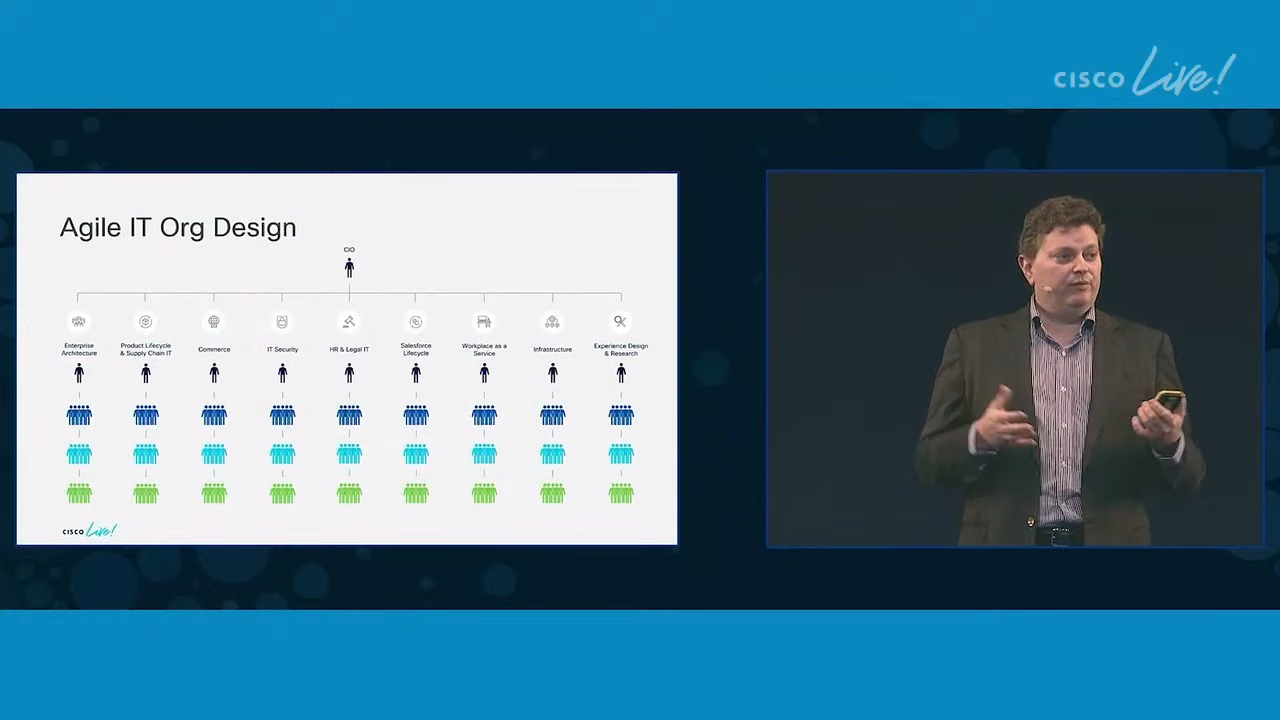 CISCO Live!
Agile IT Org Design
CIO
Enterprise
Architecture
Product Lifecycle
& Supply Chain IT
Commerce
IT Security
HR & Legal IT
Salesforce
Lifecycle
Workplace as a
Service
Infrastructure
Experience Design
& Research
CISCO Live!